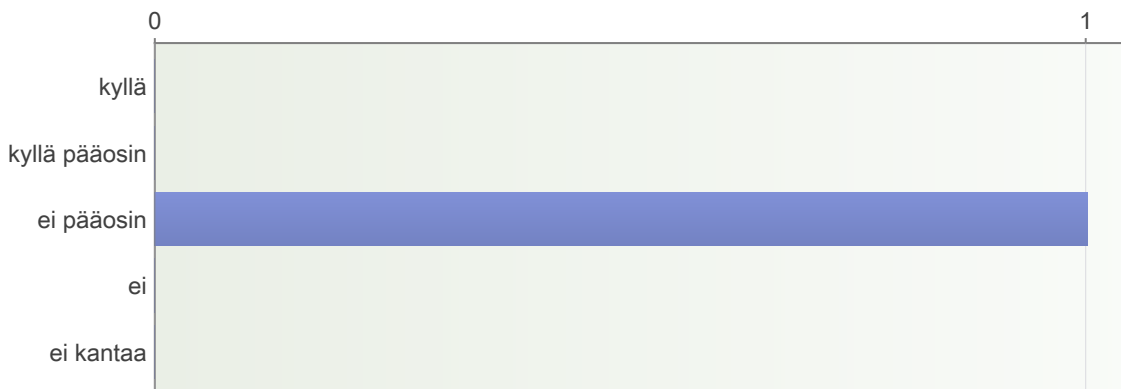 0 1
kyllä
kyllä pääosin
ei pääosin
ei
ei kantaa